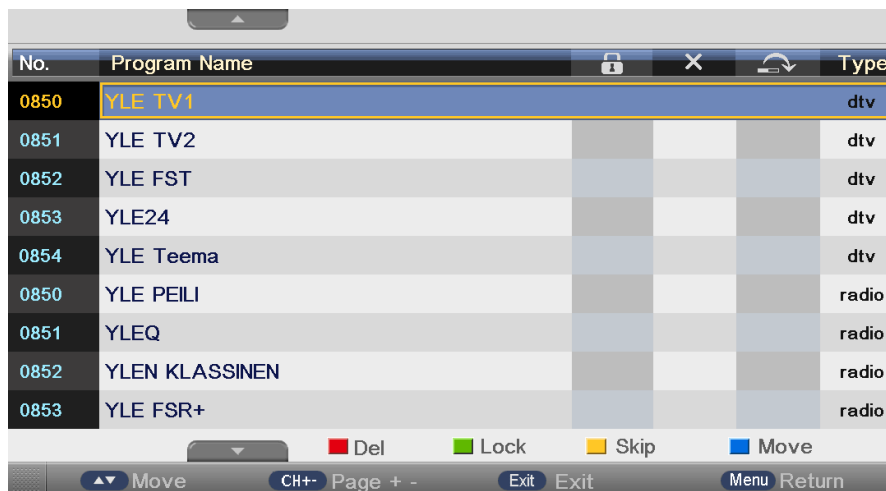 No. Program Name Type
0850 YLE TV1 dtv
0851 YLE TV2 dtv
0852 YLE FST dtv
0853 YLE24 dtv
0854 YLE Teema dtv
0850 YLE PEILI radio
0851 YLEQ radio
0852 YLEN KLASSINEN radio
0853 YLE FSR+ radio
Del Lock Skip Move
Move CH+- Page + - Exit Exit Menu Return